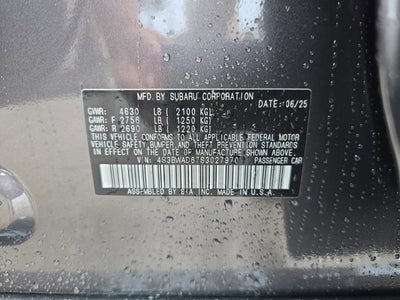 MFD. BY SUBARU CORPORATION DATE :06/25
GVWR: 4630 LB( 2100 KG)
GAWR: F 2756 LB( 1250 KG)
GAWR: R 2690 LB( 1220 KG)
THIS VEHICLE CONFORMS TO ALL APPLICABLE FEDERAL MOTOR
VEHICLE SAFETY, BUMPER, AND THEFT PREVENTION STANDARDS
IN EFFECT ON THE DATE OF MANUFACTURE SHOWN ABOVE.
4S3BWAD67S3027970 PASSENGER CAR
ASSEMBLED BY S I A INC. MADE IN U.S.A.